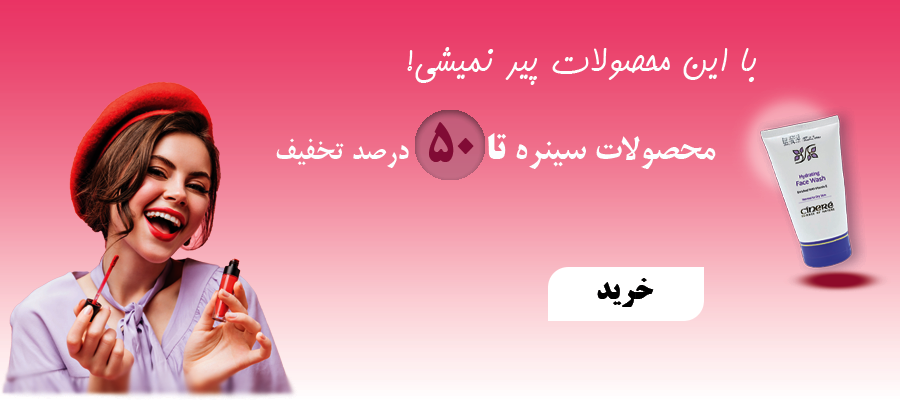 با این محصولات پیر نمیشی!
محصولات سینره تا ۵۰ درصد تخفیف
Hydrating
Face Wash
cinere
خرید